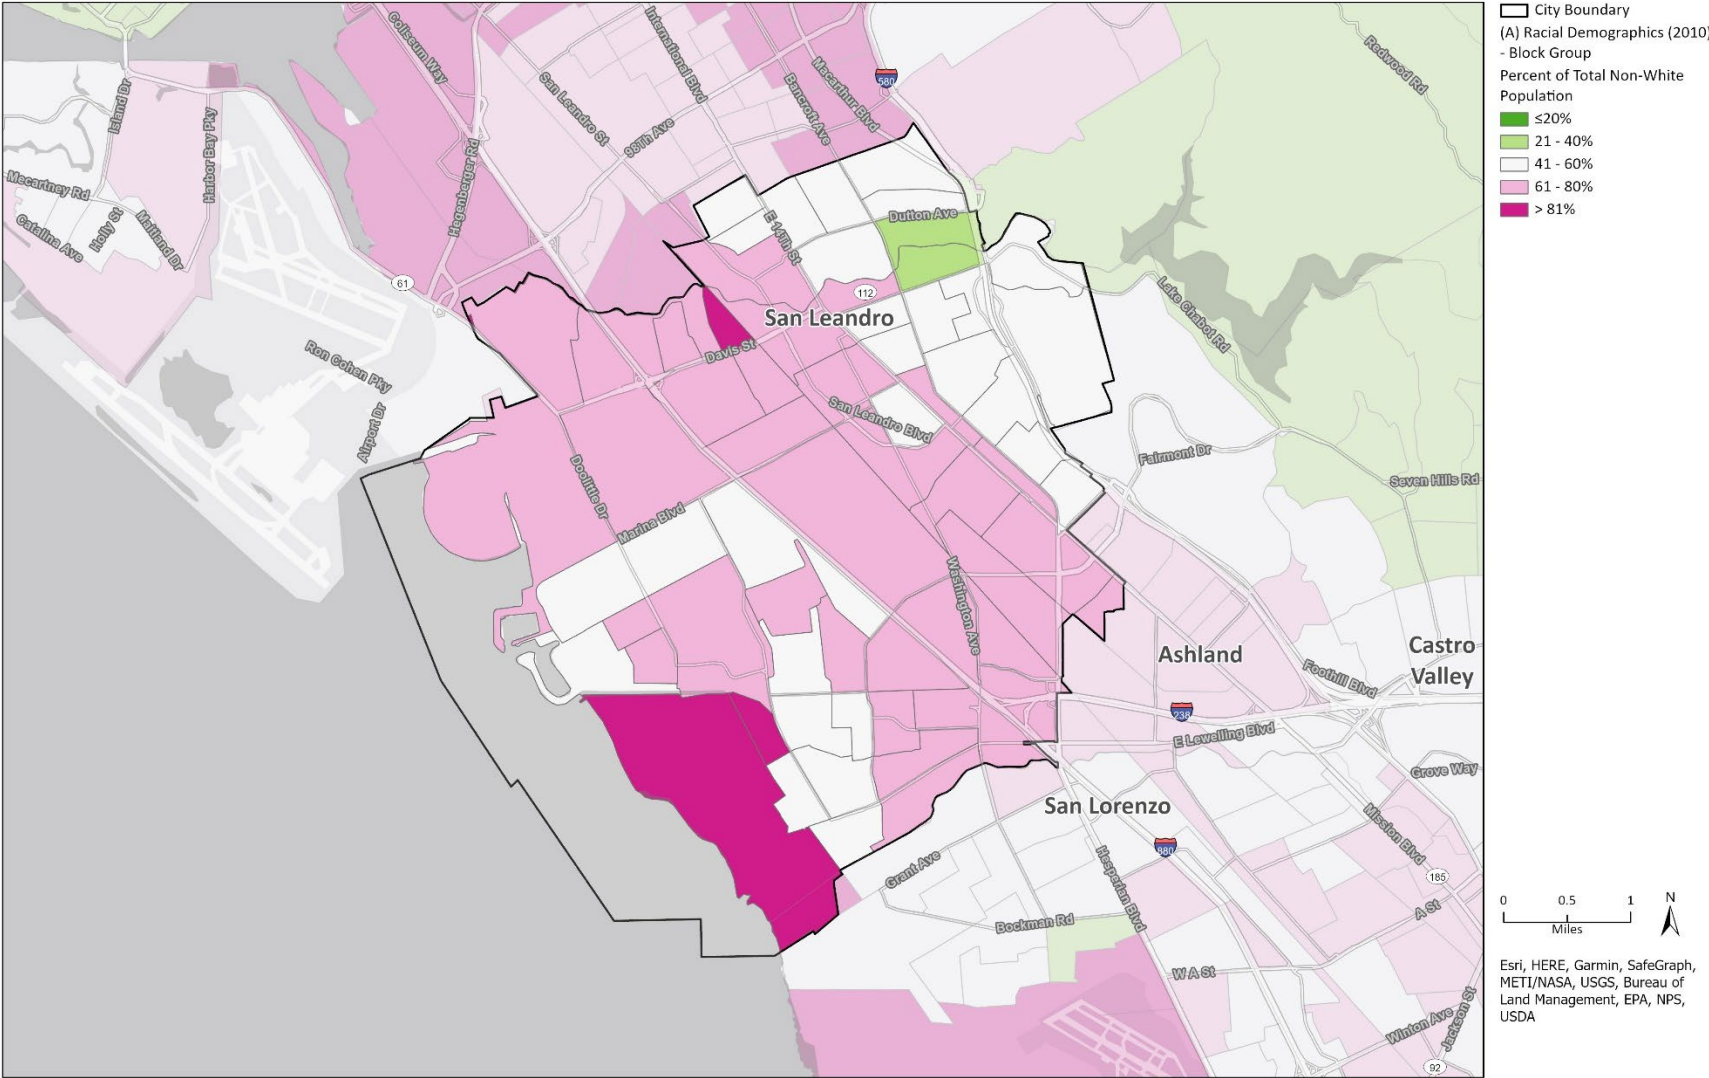 City Boundary
(A) Racial Demographics (2010)
- Block Group
Percent of Total Non-White
Population
≤20%
21 - 40%
41 - 60%
61 - 80%
> 81%
Coliseum Way
International Blvd
Macarthur Blvd
Bancroft Ave
580
Redwood Rd
San Leandro St
98Th Ave
Island Dr
Harbor Bay Pky
Hegenberger Rd
Mecartney Rd
Catalina Ave
Holly St
Maitland Dr
E 14Th St
Dutton Ave
61
112
San Leandro
Lake Chabot Rd
Ron Cohen Pky
Airport Dr
Davis St
San Leandro Blvd
Fairmont Dr
Seven Hills Rd
Doolittle Dr
Marina Blvd
Washington Ave
Ashland
Castro
Valley
Foothill Blvd
238
E Lewelling Blvd
Grove Way
San Lorenzo
Mission Blvd
880
Grant Ave
Hesperian Blvd
185
A St
Bockman Rd
W A St
Winton Ave
Jackson St
92
0 0.5 1
Miles
N
Esri, HERE, Garmin, SafeGraph,
METI/NASA, USGS, Bureau of
Land Management, EPA, NPS,
USDA